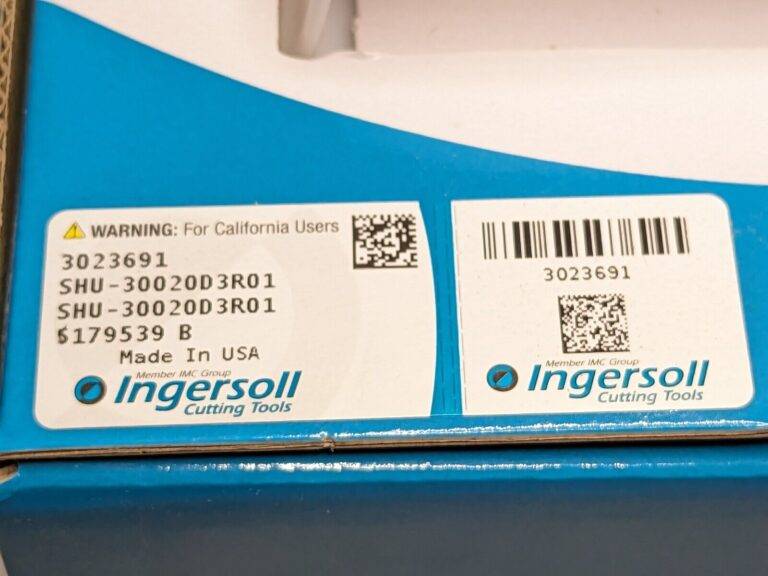 WARNING: For California Users
3023691
SHU-30020D3R01
SHU-30020D3R01
6179539 B
Made In USA
Member IMC Group
Ingersoll
Cutting Tools
3023691
Member IMC Group
Ingersoll
Cutting Tools